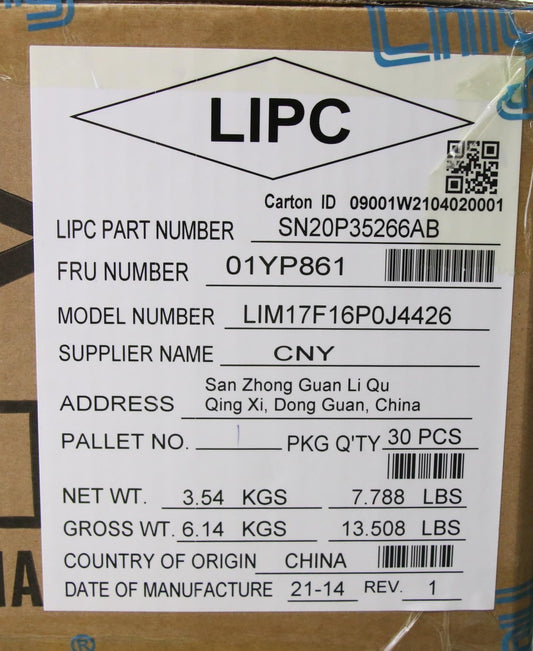 LIPC
Carton ID 09001W2104020001
LIPC PART NUMBER SN20P35266AB
FRU NUMBER 01YP861
MODEL NUMBER LIM17F16P0J4426
SUPPLIER NAME CNY
San Zhong Guan Li Qu
ADDRESS Qing Xi, Dong Guan, China
PALLET NO. 1 PKG Q'TY 30 PCS
NET WT. 3.54 KGS 7.788 LBS
GROSS WT. 6.14 KGS 13.508 LBS
COUNTRY OF ORIGIN CHINA
DATE OF MANUFACTURE 21-14 REV. 1